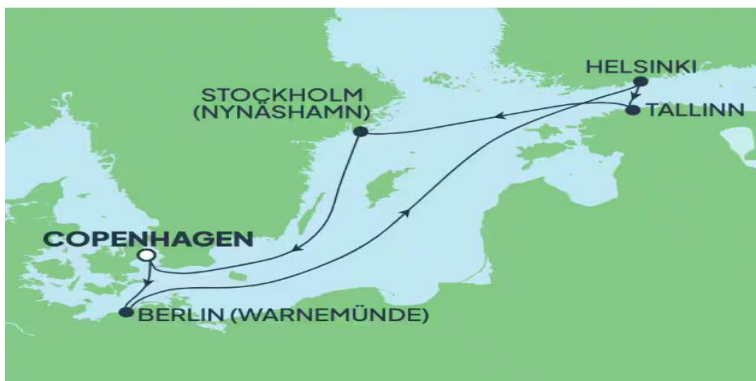 HELSINKI
STOCKHOLM
(NYNÄSHAMN)
TALLINN
COPENHAGEN
BERLIN (WARNEMÜNDE)